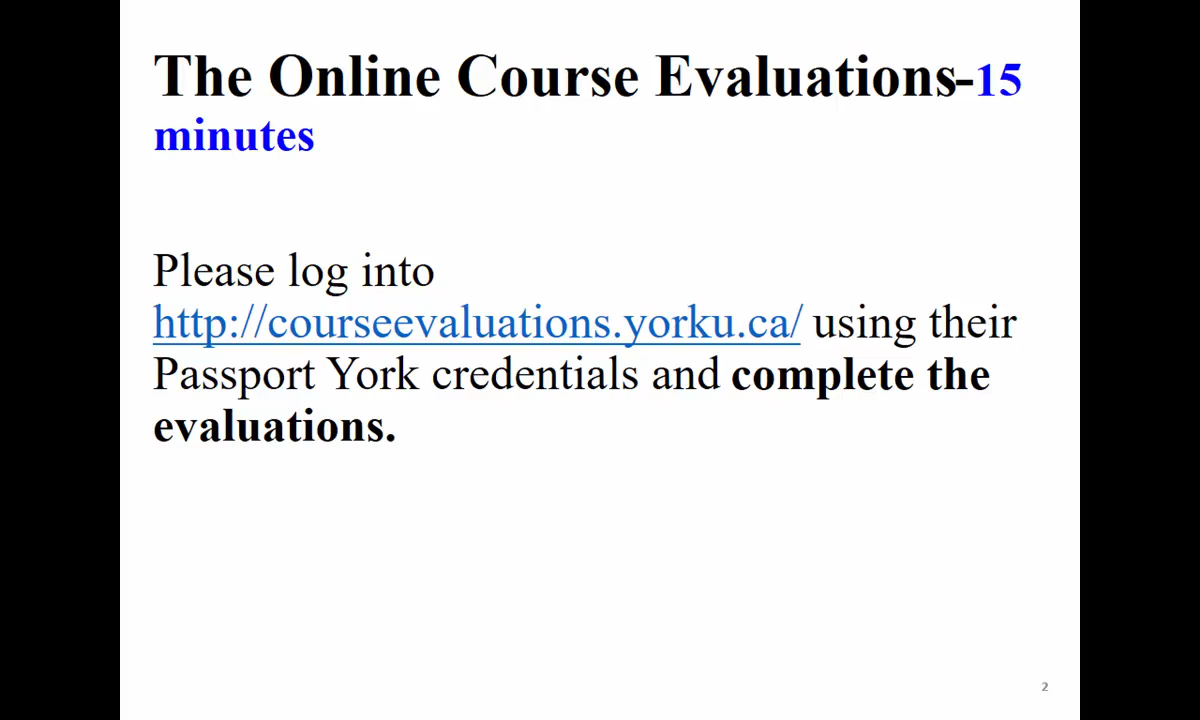 The Online Course Evaluations-15
minutes
Please log into
http://courseevaluations.yorku.ca/ using their
Passport York credentials and complete the
evaluations.
2